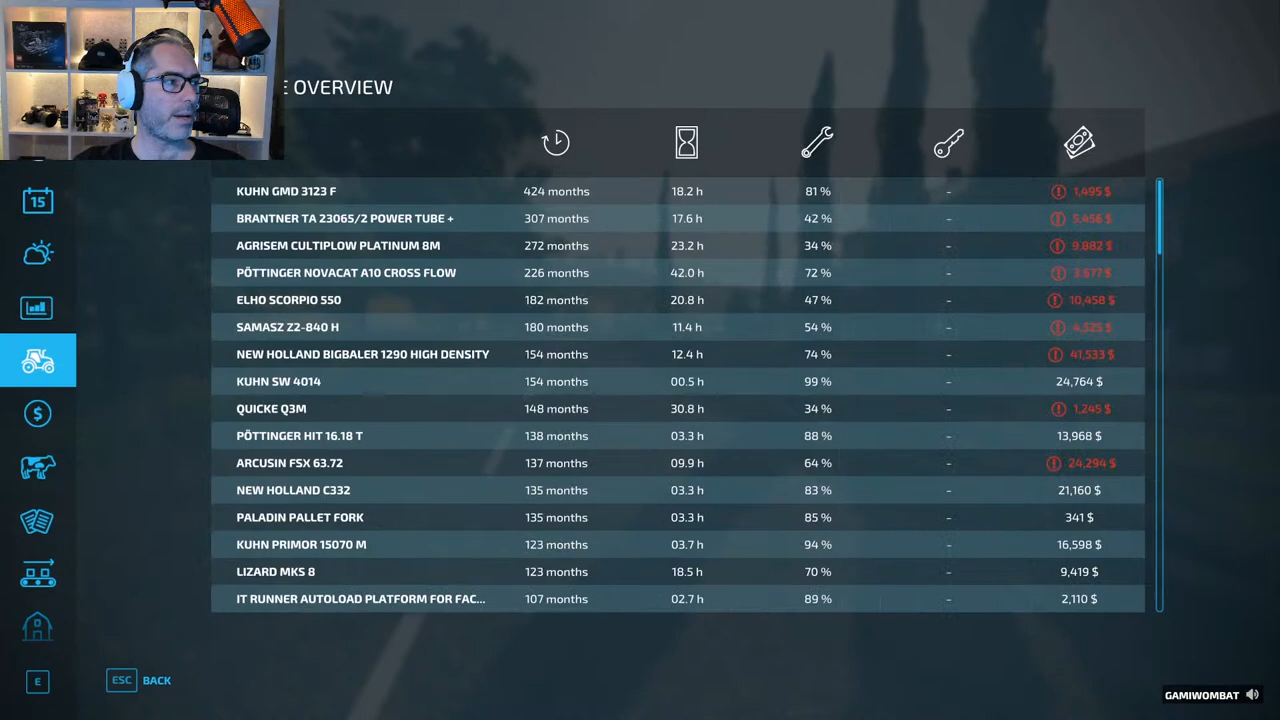 E OVERVIEW
15
KUHN GMD 3123 F 424 months 18.2 h 81 % - 1,495 $
BRANTNER TA 23065/2 POWER TUBE + 307 months 17.6 h 42 % - 5,456 $
AGRISEM CULTIPLOW PLATINUM 8M 272 months 23.2 h 34 % - 9,882 $
PÖTTINGER NOVACAT A10 CROSS FLOW 226 months 42.0 h 72 % - 3,677 $
ELHO SCORPIO 550 182 months 20.8 h 47 % - 10,458 $
SAMASZ Z2-840 H 180 months 11.4 h 54 % - 4,525 $
NEW HOLLAND BIGBALER 1290 HIGH DENSITY 154 months 12.4 h 74 % - 41,533 $
KUHN SW 4014 154 months 00.5 h 99 % - 24,764 $
QUICKE Q3M 148 months 30.8 h 34 % - 1,245 $
PÖTTINGER HIT 16.18 T 138 months 03.3 h 88 % - 13,968 $
ARCUSIN FSX 63.72 137 months 09.9 h 64 % - 24,294 $
NEW HOLLAND C332 135 months 03.3 h 83 % - 21,160 $
PALADIN PALLET FORK 135 months 03.3 h 85 % - 341 $
KUHN PRIMOR 15070 M 123 months 03.7 h 94 % - 16,598 $
LIZARD MKS 8 123 months 18.5 h 70 % - 9,419 $
IT RUNNER AUTOLOAD PLATFORM FOR FAC... 107 months 02.7 h 89 % - 2,110 $
E
ESC BACK
GAMIWOMBAT